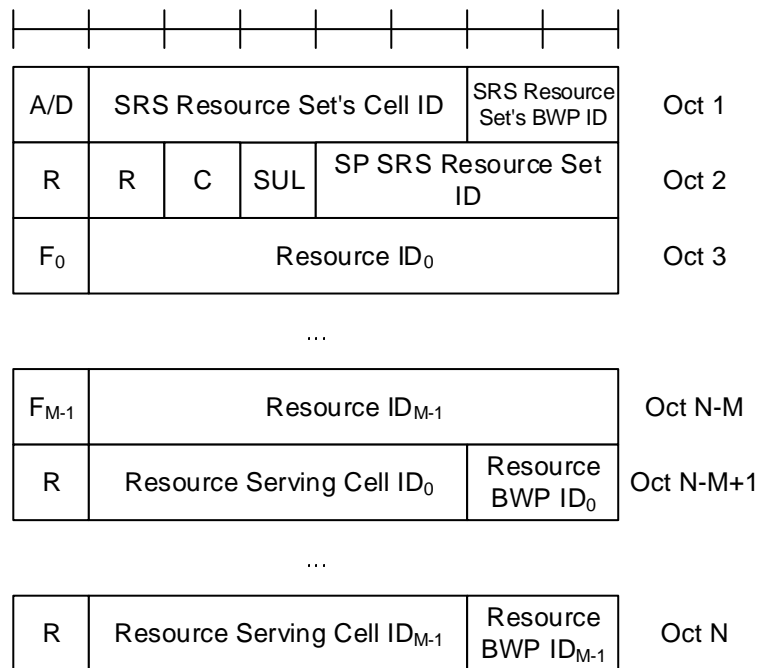 A/D SRS Resource Set's Cell ID SRS Resource Set's BWP ID Oct 1
R R C SUL SP SRS Resource Set ID Oct 2
F0 Resource ID0 Oct 3
...
FM-1 Resource IDM-1 Oct N-M
R Resource Serving Cell ID0 Resource BWP ID0 Oct N-M+1
...
R Resource Serving Cell IDM-1 Resource BWP IDM-1 Oct N